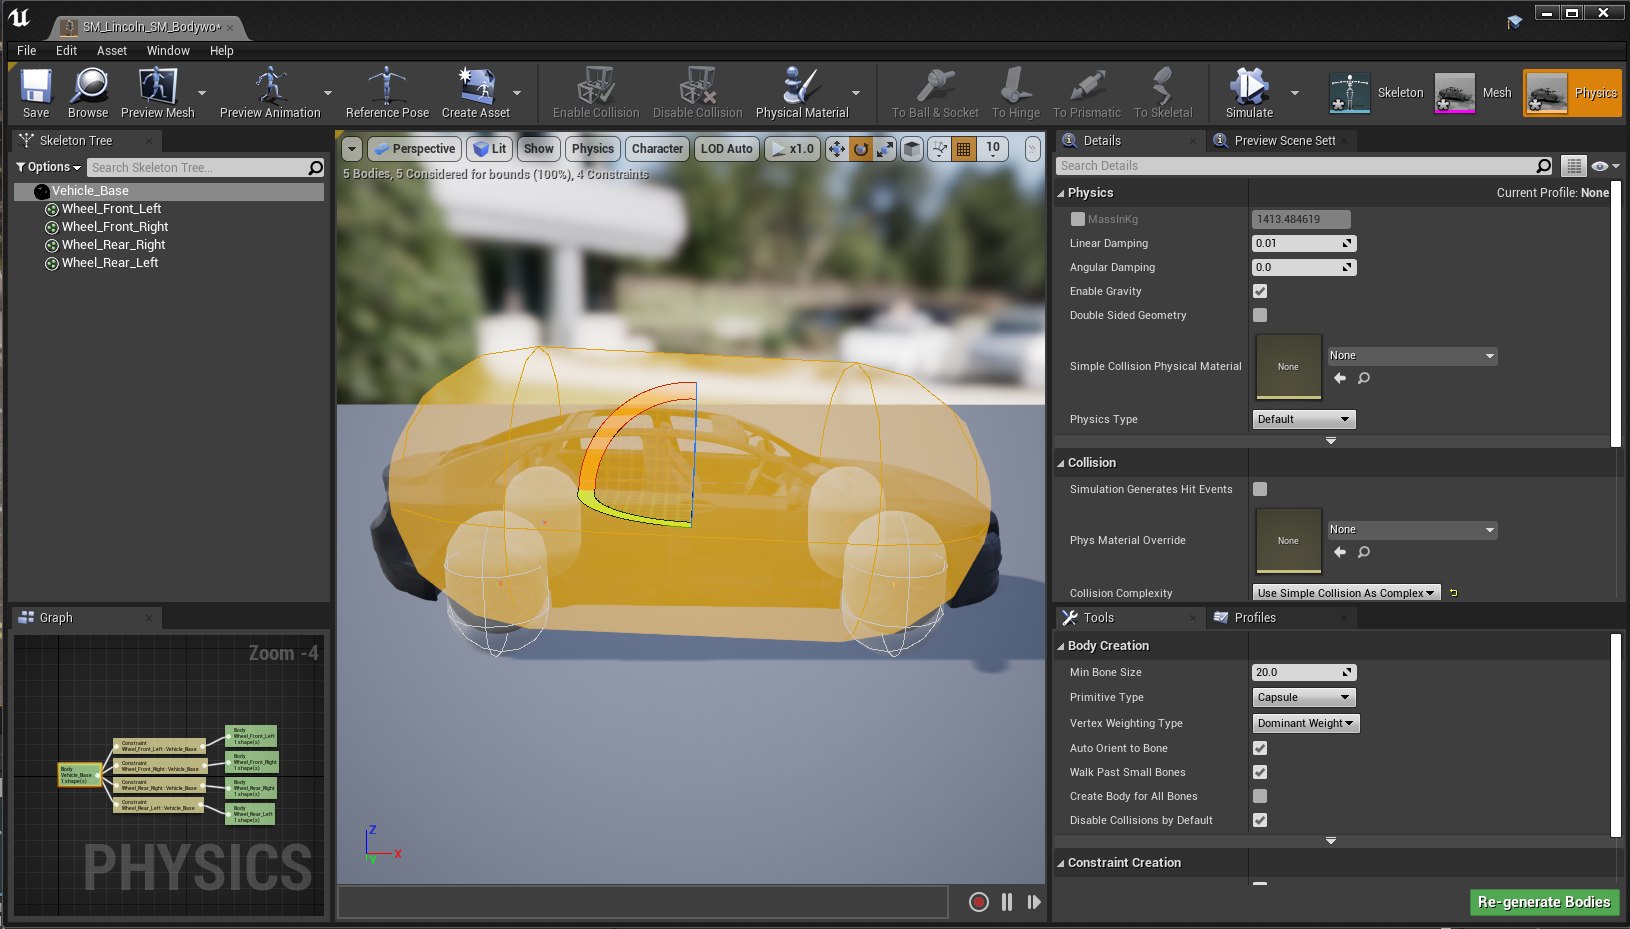 SM_Lincoln_SM_Bodywo*
File Edit Asset Window Help
Save Browse Preview Mesh Preview Animation Reference Pose Create Asset Enable Collision Disable Collision Physical Material To Ball & Socket To Hinge To Prismatic To Skeletal Simulate Skeleton Mesh Physics
Skeleton Tree
Options Search Skeleton Tree...
Vehicle_Base
Wheel_Front_Left
Wheel_Front_Right
Wheel_Rear_Right
Wheel_Rear_Left
Graph
Zoom -4
Body
Vehicle_Base
1 shape(s)
Constraint
Wheel_Front_Left : Vehicle_Base
Constraint
Wheel_Front_Right : Vehicle_Base
Constraint
Wheel_Rear_Right : Vehicle_Base
Constraint
Wheel_Rear_Left : Vehicle_Base
Body
Wheel_Front_Left
1 shape(s)
Body
Wheel_Front_Right
1 shape(s)
Body
Wheel_Rear_Right
1 shape(s)
Body
Wheel_Rear_Left
1 shape(s)
PHYSICS
Perspective Lit Show Physics Character LOD Auto x1.0 10
5 Bodies, 5 Considered for bounds (100%), 4 Constraints
Z
X
Y
Details Preview Scene Sett
Search Details
Physics Current Profile: None
MassInKg 1413.484619
Linear Damping 0.01
Angular Damping 0.0
Enable Gravity
Double Sided Geometry
Simple Collision Physical Material None None
Physics Type Default
Collision
Simulation Generates Hit Events
Phys Material Override None None
Collision Complexity Use Simple Collision As Complex
Tools Profiles
Body Creation
Min Bone Size 20.0
Primitive Type Capsule
Vertex Weighting Type Dominant Weight
Auto Orient to Bone
Walk Past Small Bones
Create Body for All Bones
Disable Collisions by Default
Constraint Creation
Re-generate Bodies